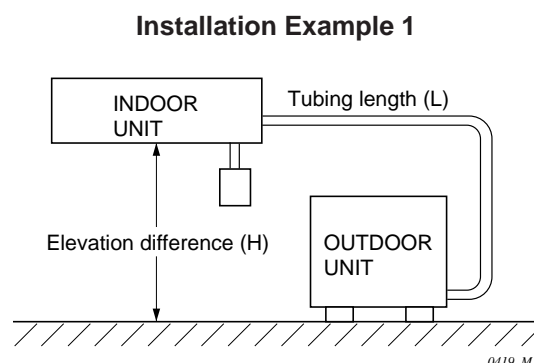 Installation Example 1
INDOOR
UNIT
Tubing length (L)
Elevation difference (H)
OUTDOOR
UNIT
0419_M